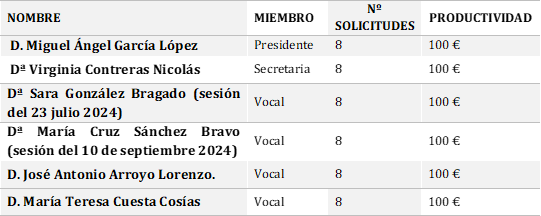 NOMBRE MIEMBRO Nº SOLICITUDES PRODUCTIVIDAD
D. Miguel Ángel García López Presidente 8 100 €
Dª Virginia Contreras Nicolás Secretaria 8 100 €
Dª Sara González Bragado (sesión
del 23 julio 2024) Vocal 8 100 €
Dª María Cruz Sánchez Bravo
(sesión del 10 de septiembre 2024) Vocal 8 100 €
D. José Antonio Arroyo Lorenzo. Vocal 8 100 €
D. María Teresa Cuesta Cosías Vocal 8 100 €